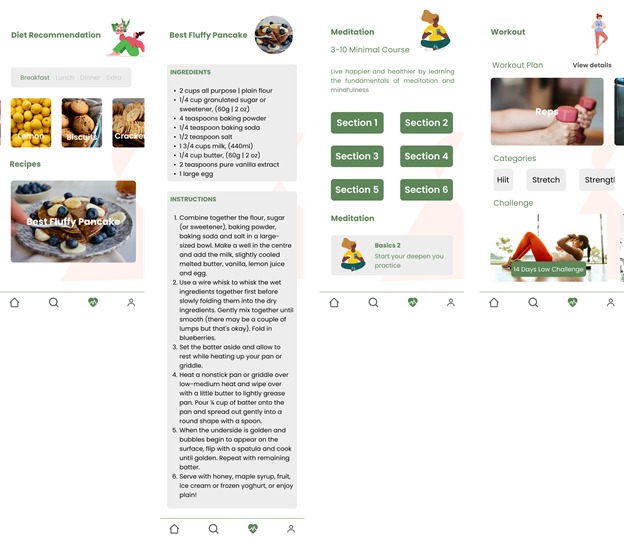 Diet Recommendation
Breakfast Lunch Dinner Extra
Lemon
Biscuits
Cracker
Recipes
Best Fluffy Pancake
Best Fluffy Pancake
INGREDIENTS
• 2 cups all purpose | plain flour
• 1/4 cup granulated sugar or
sweetener, (60g | 2 oz)
• 4 teaspoons baking powder
• 1/4 teaspoon baking soda
• 1/2 teaspoon salt
• 1 3/4 cups milk, (440ml)
• 1/4 cup butter, (60g | 2 oz)
• 2 teaspoons pure vanilla extract
• 1 large egg
INSTRUCTIONS
1. Combine together the flour, sugar
(or sweetener), baking powder,
baking soda and salt in a large-
sized bowl. Make a well in the centre
and add the milk, slightly cooled
melted butter, vanilla, lemon juice
and egg.
2. Use a wire whisk to whisk the wet
ingredients together first before
slowly folding them into the dry
ingredients. Gently mix together until
smooth (there may be a couple of
lumps but that's okay). Fold in
blueberries.
3. Set the batter aside and allow to
rest while heating up your pan or
griddle.
4. Heat a nonstick pan or griddle over
low-medium heat and wipe over
with a little butter to lightly grease
pan. Pour ¼ cup of batter onto the
pan and spread out gently into a
round shape with a spoon.
5. When the underside is golden and
bubbles begin to appear on the
surface, flip with a spatula and cook
until golden. Repeat with remaining
batter.
6. Serve with honey, maple syrup, fruit,
ice cream or frozen yoghurt, or enjoy
plain!
Meditation
3-10 Minimal Course
Live happier and healthier by learning
the fundamentals of meditation and
mindfulness
Section 1
Section 2
Section 3
Section 4
Section 5
Section 6
Meditation
Basics 2
Start your deepen you
practice
Workout
Workout Plan
View details
Reps
Categories
Hiit
Stretch
Strengt
Challenge
14 Days Low Challenge